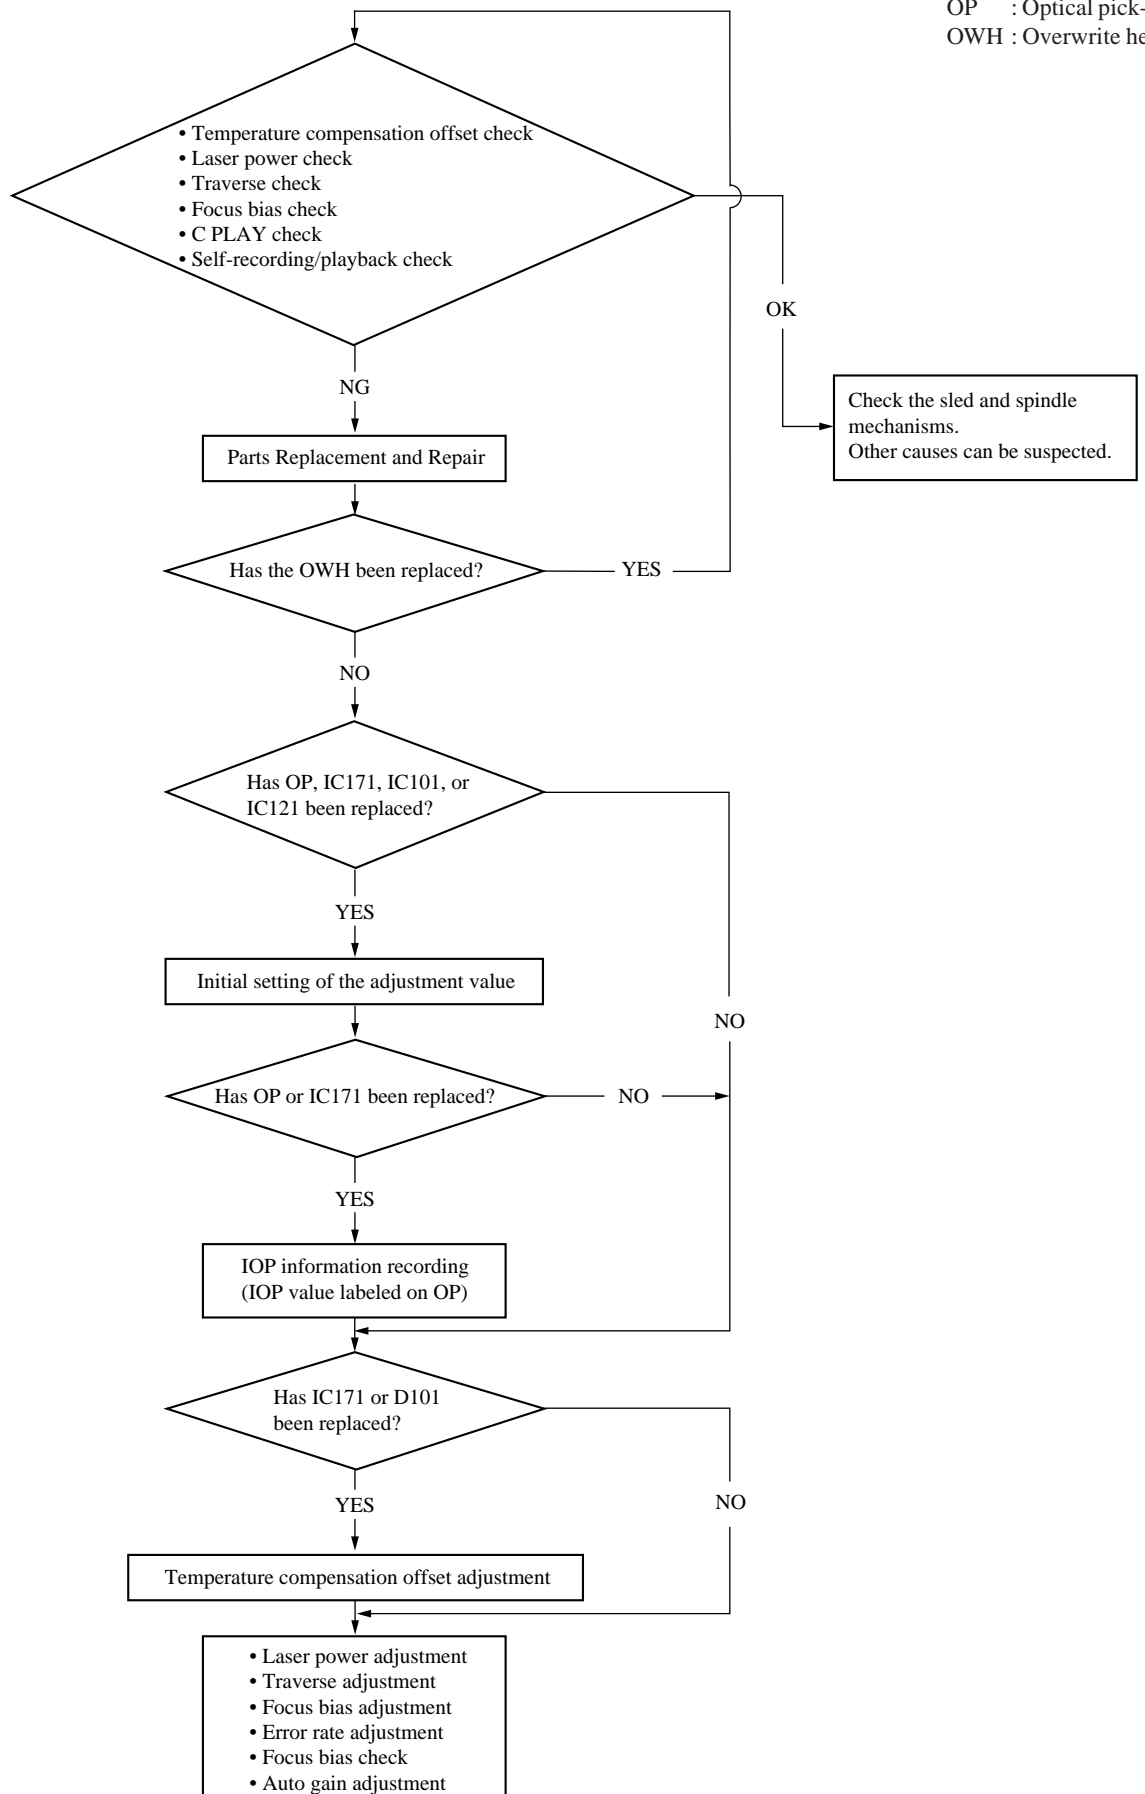 OP : Optical pick-
OWH : Overwrite he
• Temperature compensation offset check
• Laser power check
• Traverse check
• Focus bias check
• C PLAY check
• Self-recording/playback check
OK
NG
Check the sled and spindle
mechanisms.
Other causes can be suspected.
Parts Replacement and Repair
Has the OWH been replaced?
YES
NO
Has OP, IC171, IC101, or
IC121 been replaced?
YES
Initial setting of the adjustment value
NO
Has OP or IC171 been replaced?
NO
YES
IOP information recording
(IOP value labeled on OP)
Has IC171 or D101
been replaced?
YES
NO
Temperature compensation offset adjustment
• Laser power adjustment
• Traverse adjustment
• Focus bias adjustment
• Error rate adjustment
• Focus bias check
• Auto gain adjustment